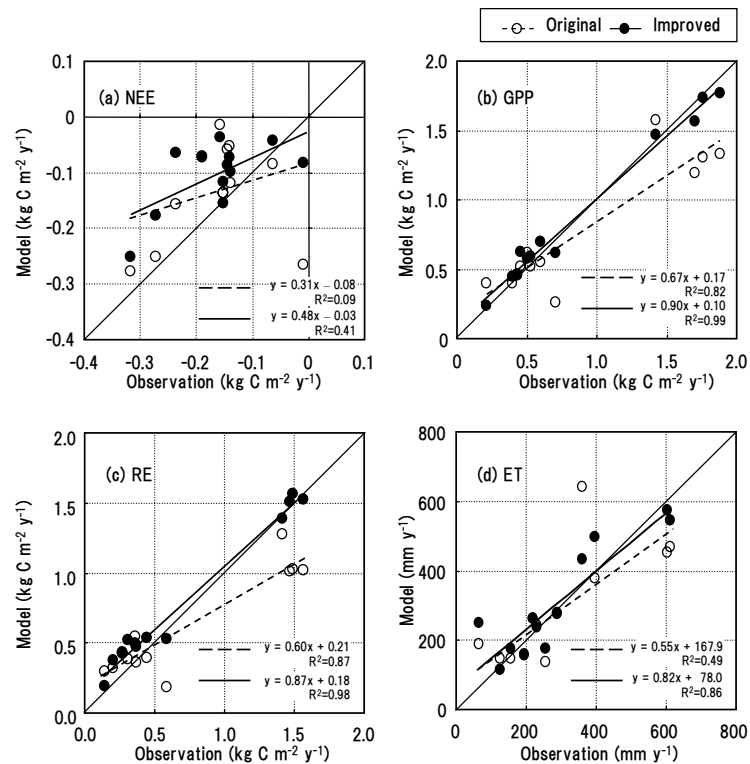 Original Improved
(a) NEE
0.1
0
-0.1
-0.2
-0.3
-0.4
Model (kg C m-2 y-1)
y = 0.31x – 0.08
R2=0.09
y = 0.48x – 0.03
R2=0.41
-0.4 -0.3 -0.2 -0.1 0 0.1
Observation (kg C m-2 y-1)
(b) GPP
2.0
1.5
1.0
0.5
0
Model (kg C m-2 y-1)
y = 0.67x + 0.17
R2=0.82
y = 0.90x + 0.10
R2=0.99
0 0.5 1.0 1.5 2.0
Observation (kg C m-2 y-1)
(c) RE
2.0
1.5
1.0
0.5
0.0
Model (kg C m-2 y-1)
y = 0.60x + 0.21
R2=0.87
y = 0.87x + 0.18
R2=0.98
0.0 0.5 1.0 1.5 2.0
Observation (kg C m-2 y-1)
(d) ET
800
600
400
200
0
Model (mm y-1)
y = 0.55x + 167.9
R2=0.49
y = 0.82x + 78.0
R2=0.86
0 200 400 600 800
Observation (mm y-1)